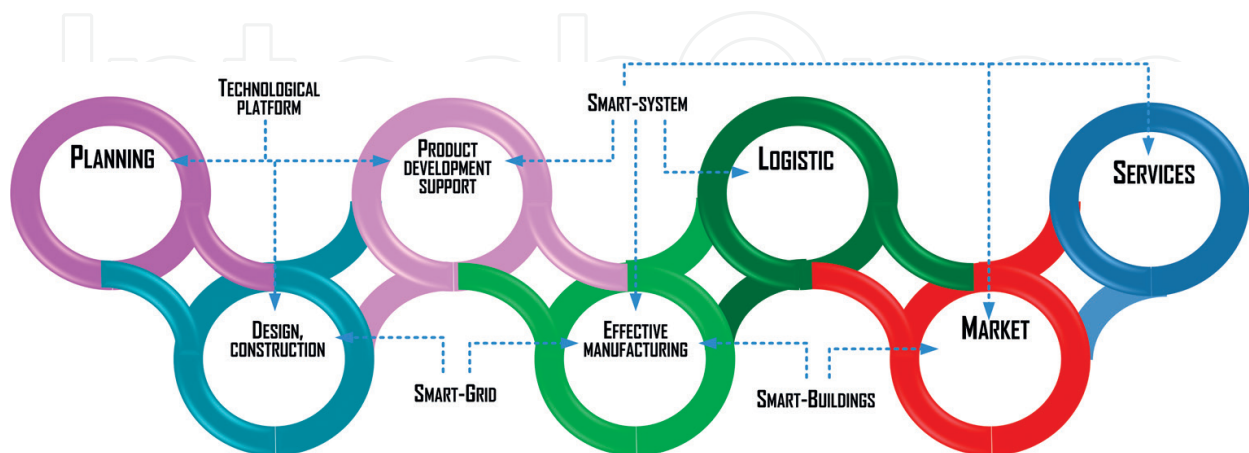 TECHNOLOGICAL
PLATFORM
SMART-SYSTEM
PLANNING
PRODUCT
DEVELOPMENT
SUPPORT
LOGISTIC
SERVICES
DESIGN,
CONSTRUCTION
EFFECTIVE
MANUFACTURING
MARKET
SMART-GRID
SMART-BUILDINGS